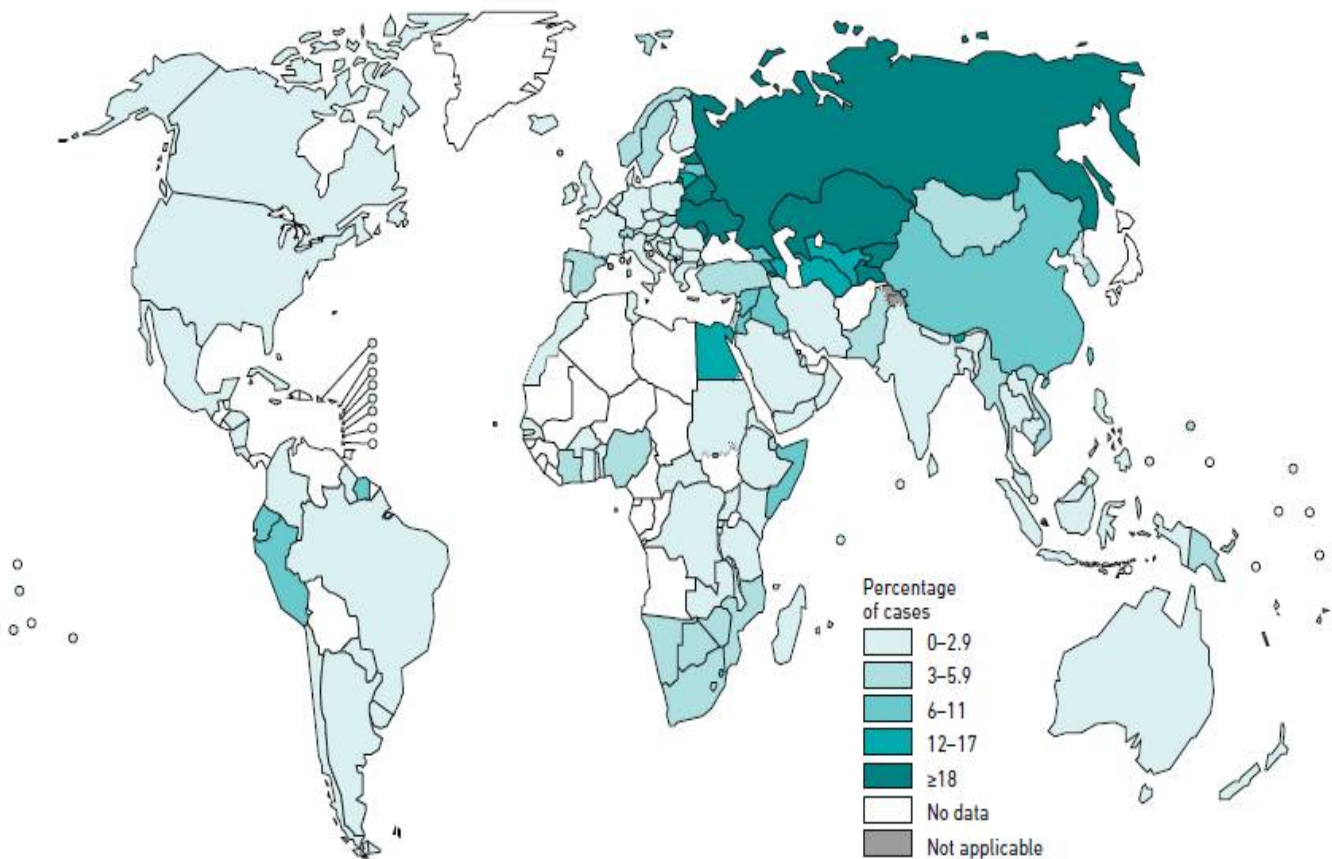 Percentage
of cases
0–2.9
3–5.9
6–11
12–17
≥18
No data
Not applicable